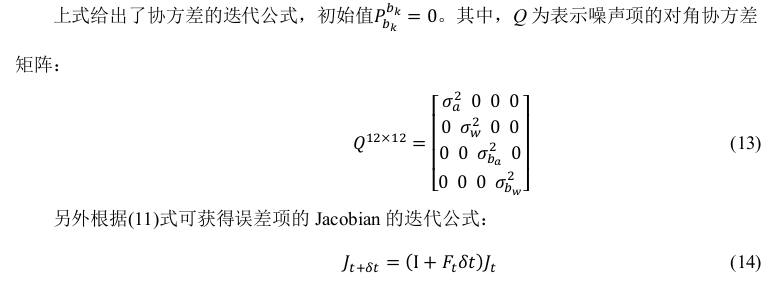 上式给出了协方差的迭代公式，初始值$P_{b_k}^{b_k} = 0$。其中，Q 为表示噪声项的对角协方差
矩阵：
$Q^{12\times12} = \begin{bmatrix} \sigma_a^2 & 0 & 0 & 0 \\ 0 & \sigma_w^2 & 0 & 0 \\ 0 & 0 & \sigma_{b_a}^2 & 0 \\ 0 & 0 & 0 & \sigma_{b_w}^2 \end{bmatrix}$ (13)
另外根据(11)式可获得误差项的 Jacobian 的迭代公式：
$J_{t+\delta t} = (\mathrm{I} + F_t \delta t) J_t$ (14)